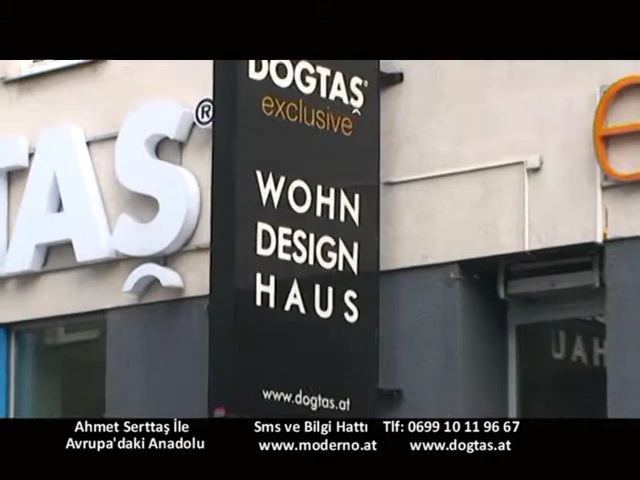 DOGTAŞ®
exclusive
TAŞ®
e
WOHN
DESIGN
HAUS
HAU
www.dogtas.at
Ahmet Serttaş İle
Avrupa'daki Anadolu
Sms ve Bilgi Hattı Tlf: 0699 10 11 96 67
www.moderno.at www.dogtas.at